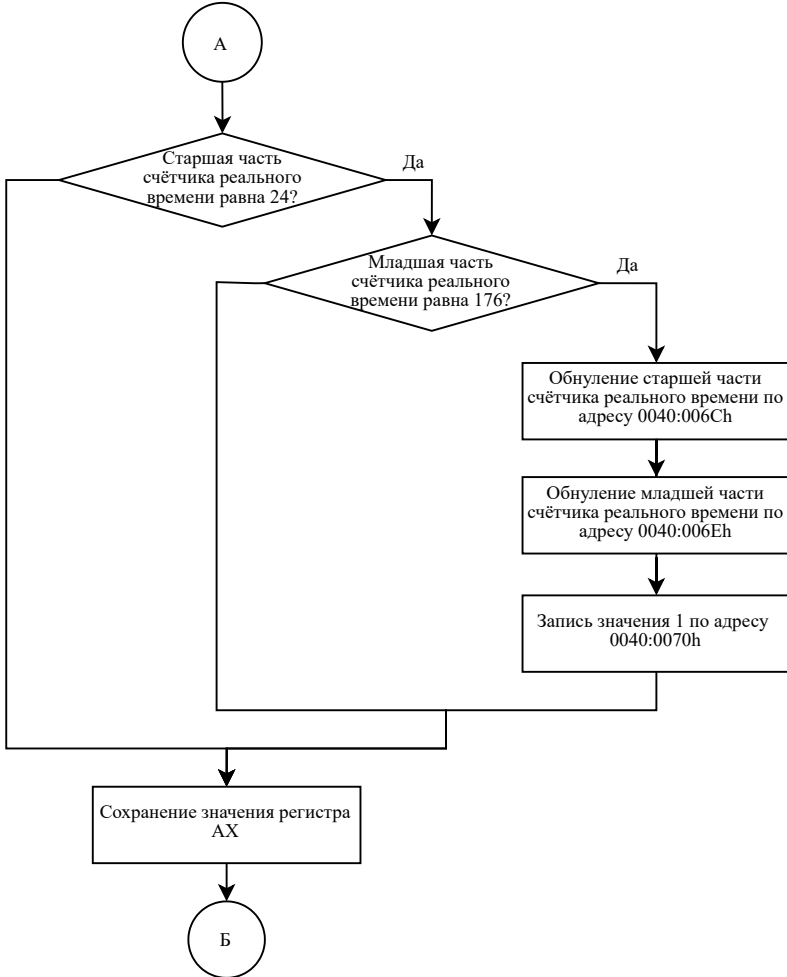 А
Старшая часть
счётчика реального
времени равна 24?
Да
Младшая часть
счётчика реального
времени равна 176?
Да
Обнуление старшей части
счётчика реального времени по
адресу 0040:006Ch
Обнуление младшей части
счётчика реального времени по
адресу 0040:006Eh
Запись значения 1 по адресу
0040:0070h
Сохранение значения регистра
AX
Б